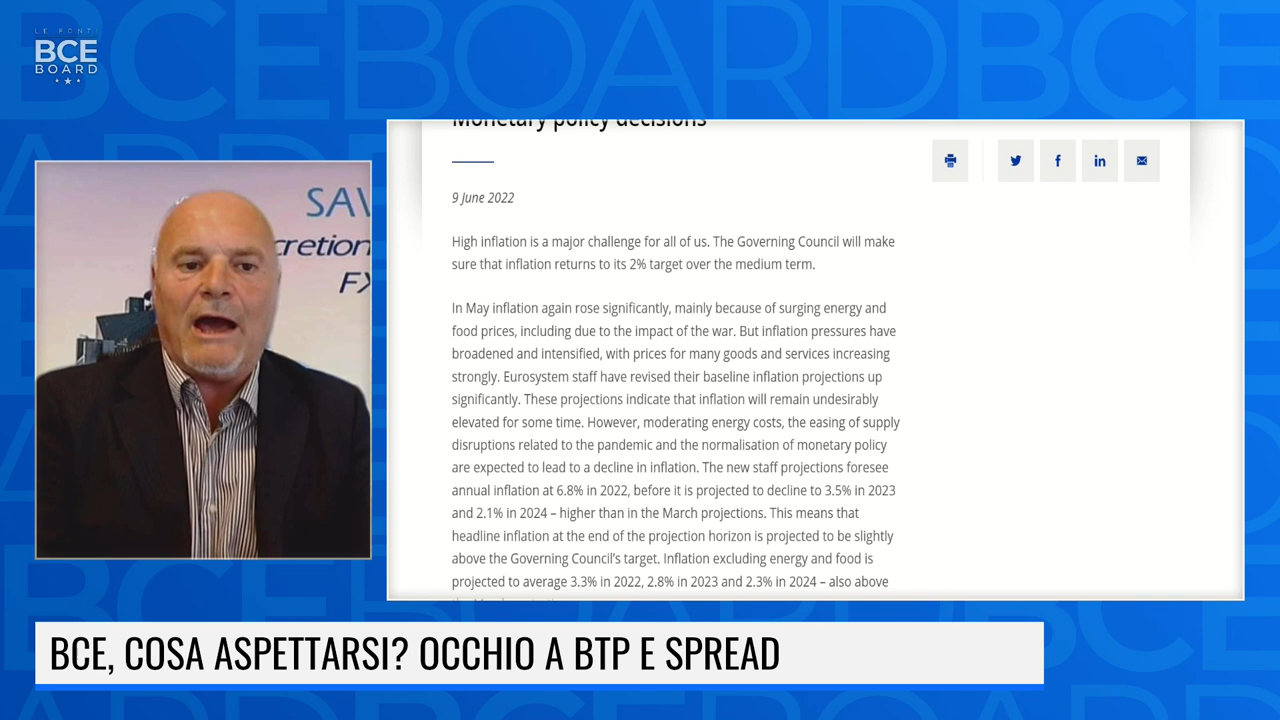 LE FONTI
BCE
BOARD
SAV
cretion
FX
Monetary policy decisions
9 June 2022
High inflation is a major challenge for all of us. The Governing Council will make
sure that inflation returns to its 2% target over the medium term.
In May inflation again rose significantly, mainly because of surging energy and
food prices, including due to the impact of the war. But inflation pressures have
broadened and intensified, with prices for many goods and services increasing
strongly. Eurosystem staff have revised their baseline inflation projections up
significantly. These projections indicate that inflation will remain undesirably
elevated for some time. However, moderating energy costs, the easing of supply
disruptions related to the pandemic and the normalisation of monetary policy
are expected to lead to a decline in inflation. The new staff projections foresee
annual inflation at 6.8% in 2022, before it is projected to decline to 3.5% in 2023
and 2.1% in 2024 – higher than in the March projections. This means that
headline inflation at the end of the projection horizon is projected to be slightly
above the Governing Council's target. Inflation excluding energy and food is
projected to average 3.3% in 2022, 2.8% in 2023 and 2.3% in 2024 – also above
BCE, COSA ASPETTARSI? OCCHIO A BTP E SPREAD